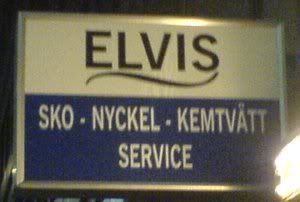 ELVIS
SKO - NYCKEL - KEMTVÄTT
SERVICE